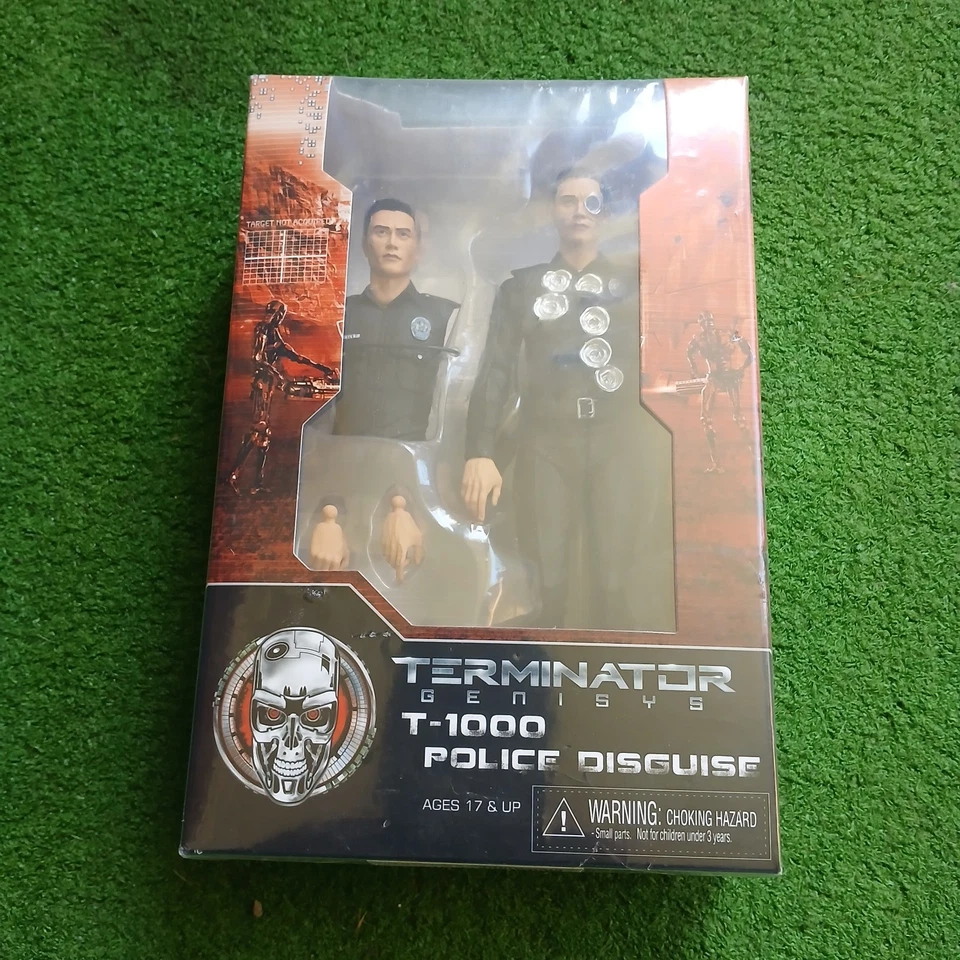 TARGET NOT ACQUIRED
TERMINATOR
GENISYS
T-1000
POLICE DISGUISE
AGES 17 & UP
WARNING: CHOKING HAZARD
- Small parts. Not for children under 3 years.